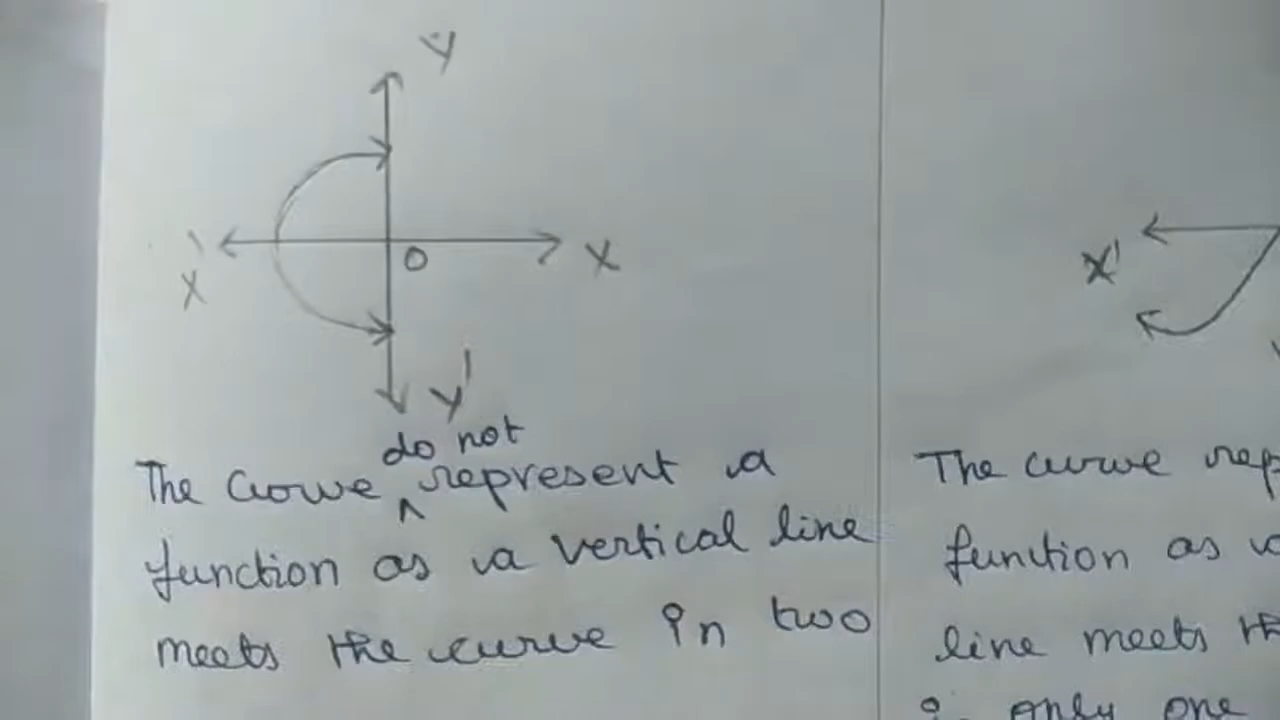 Y
X' O X
Y'
do not
The Curve ^ represent a
function as a vertical line
meets the curve in two
X'
The curve rep
function as
line meets th
only one